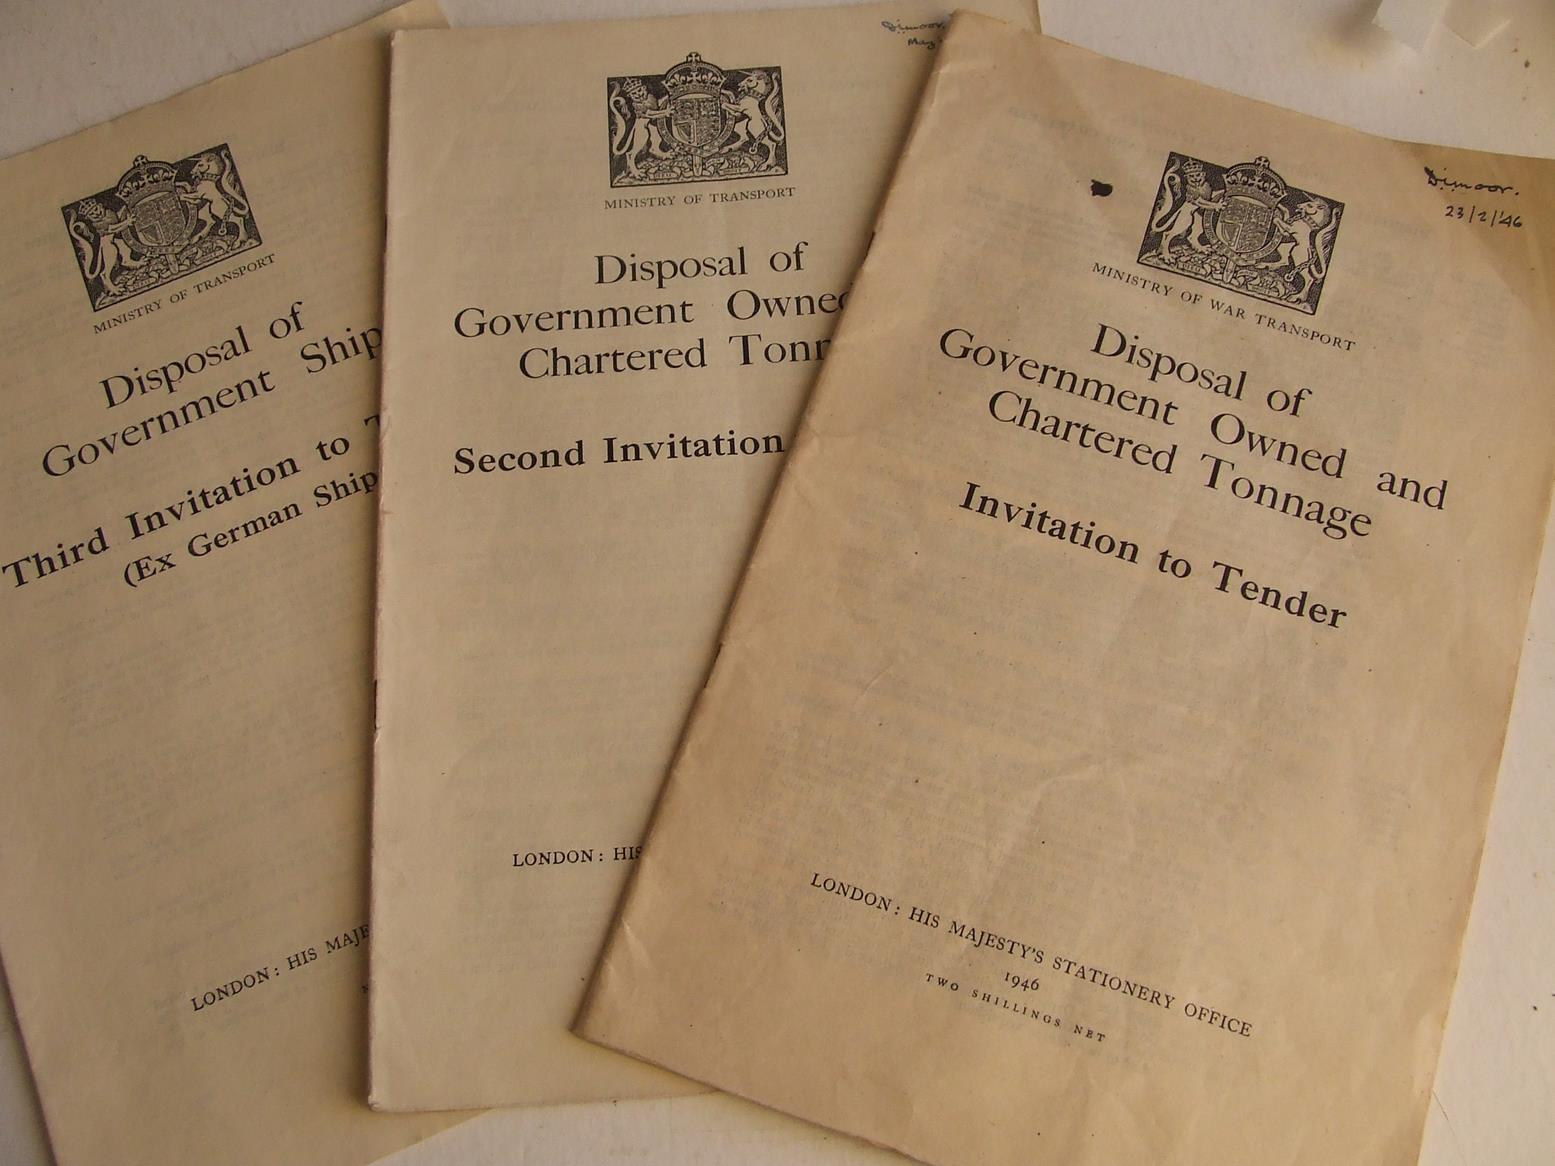 MINISTRY OF TRANSPORT
Disposal of
Government Ship
Third Invitation to T
(Ex German Ship
LONDON: HIS MAJE
May
MINISTRY OF TRANSPORT
Disposal of
Government Owned
Chartered Tonn
Second Invitation
LONDON: HIS
23/2/'46
MINISTRY OF WAR TRANSPORT
Disposal of
Government Owned and
Chartered Tonnage
Invitation to Tender
LONDON: HIS MAJESTY'S STATIONERY OFFICE
1946
TWO SHILLINGS NET